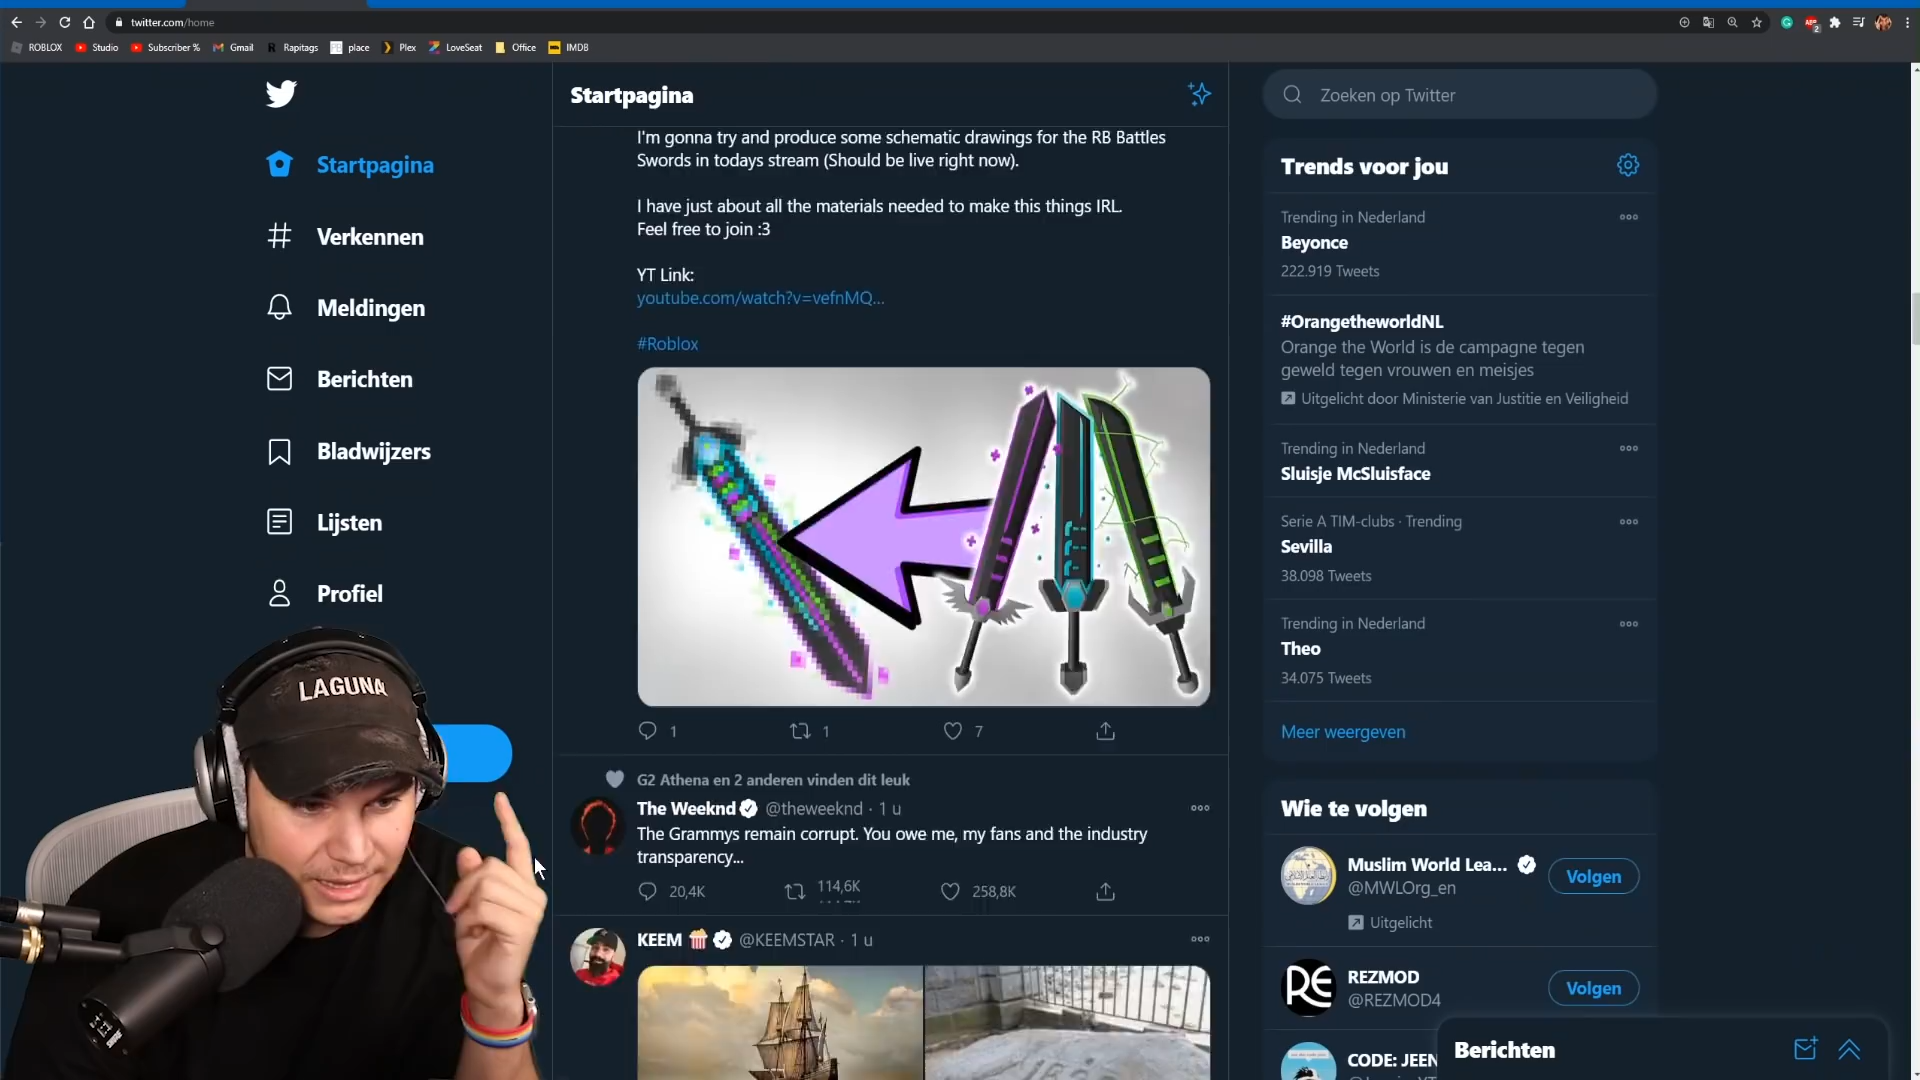 twitter.com/home
ROBLOX Studio Subscriber % Gmail Rapitags place Plex LoveSeat Office IMDB
Startpagina
Verkennen
Meldingen
Berichten
Bladwijzers
Lijsten
Profiel
LAGUNA
Startpagina
I'm gonna try and produce some schematic drawings for the RB Battles
Swords in todays stream (Should be live right now).
I have just about all the materials needed to make this things IRL.
Feel free to join :3
YT Link:
youtube.com/watch?v=vefnMQ...
#Roblox
1 1 7
G2 Athena en 2 anderen vinden dit leuk
The Weeknd @theweeknd · 1 u
The Grammys remain corrupt. You owe me, my fans and the industry
transparency...
20,4K 114,6K 258,8K
KEEM @KEEMSTAR · 1 u
Zoeken op Twitter
Trends voor jou
Trending in Nederland
Beyonce
222.919 Tweets
#OrangetheworldNL
Orange the World is de campagne tegen
geweld tegen vrouwen en meisjes
Uitgelicht door Ministerie van Justitie en Veiligheid
Trending in Nederland
Sluisje McSluisface
Serie A TIM-clubs · Trending
Sevilla
38.098 Tweets
Trending in Nederland
Theo
34.075 Tweets
Meer weergeven
Wie te volgen
Muslim World Lea...
@MWLOrg_en
Volgen
Uitgelicht
RE
REZMOD
@REZMOD4
Volgen
CODE: JEEN
Berichten